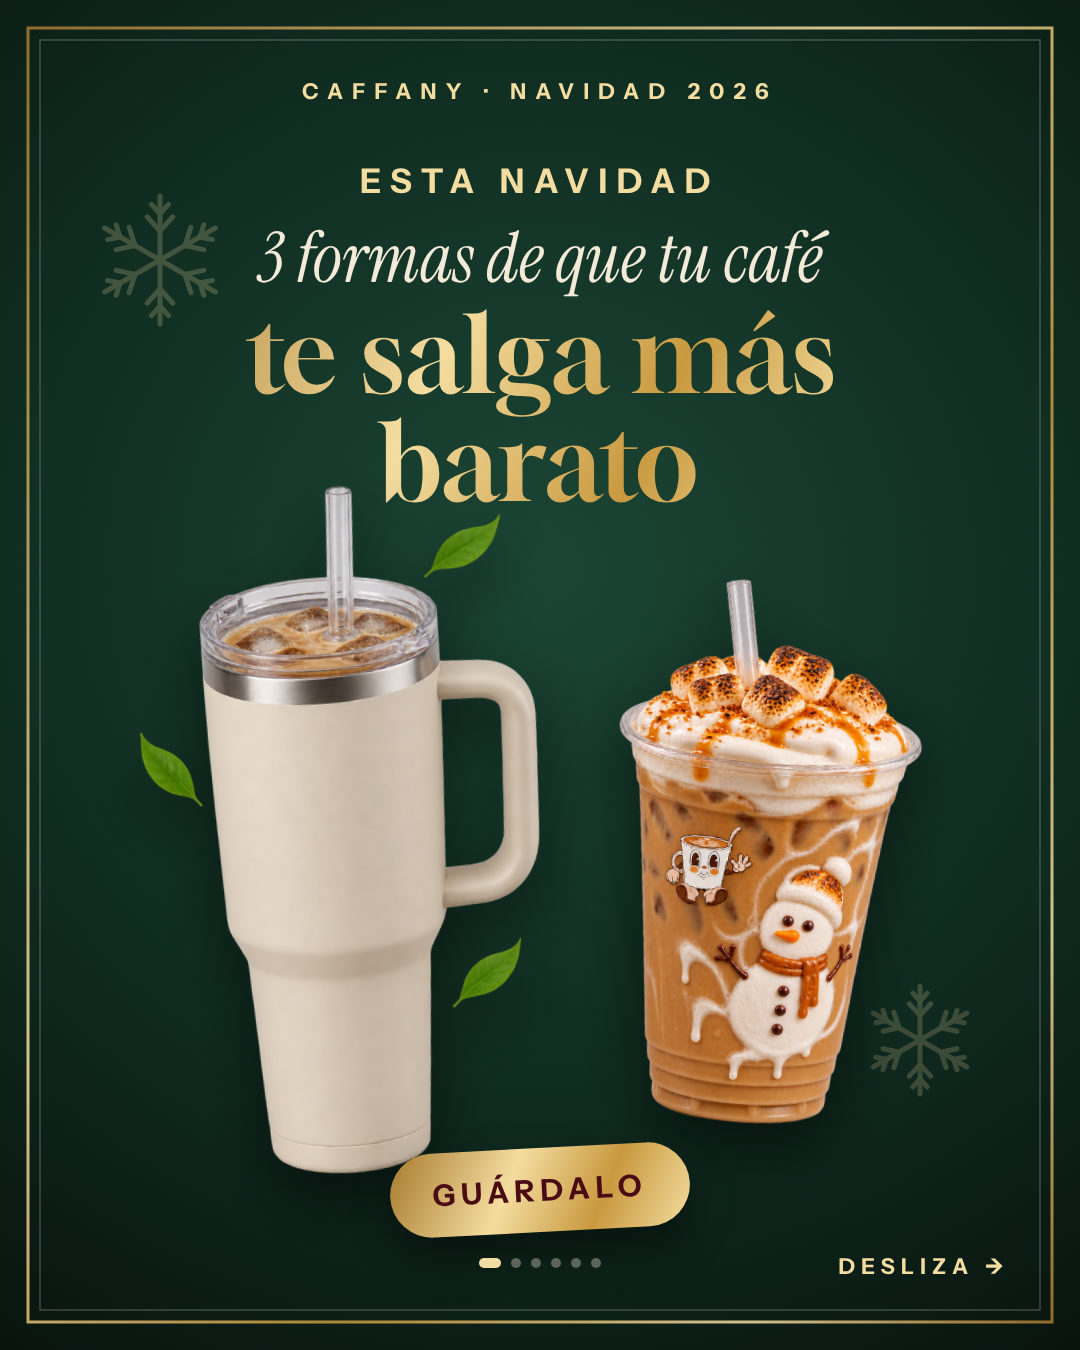 CAFFANY · NAVIDAD 2026
ESTA NAVIDAD
3 formas de que tu café
te salga más
barato
GUÁRDALO
DESLIZA →